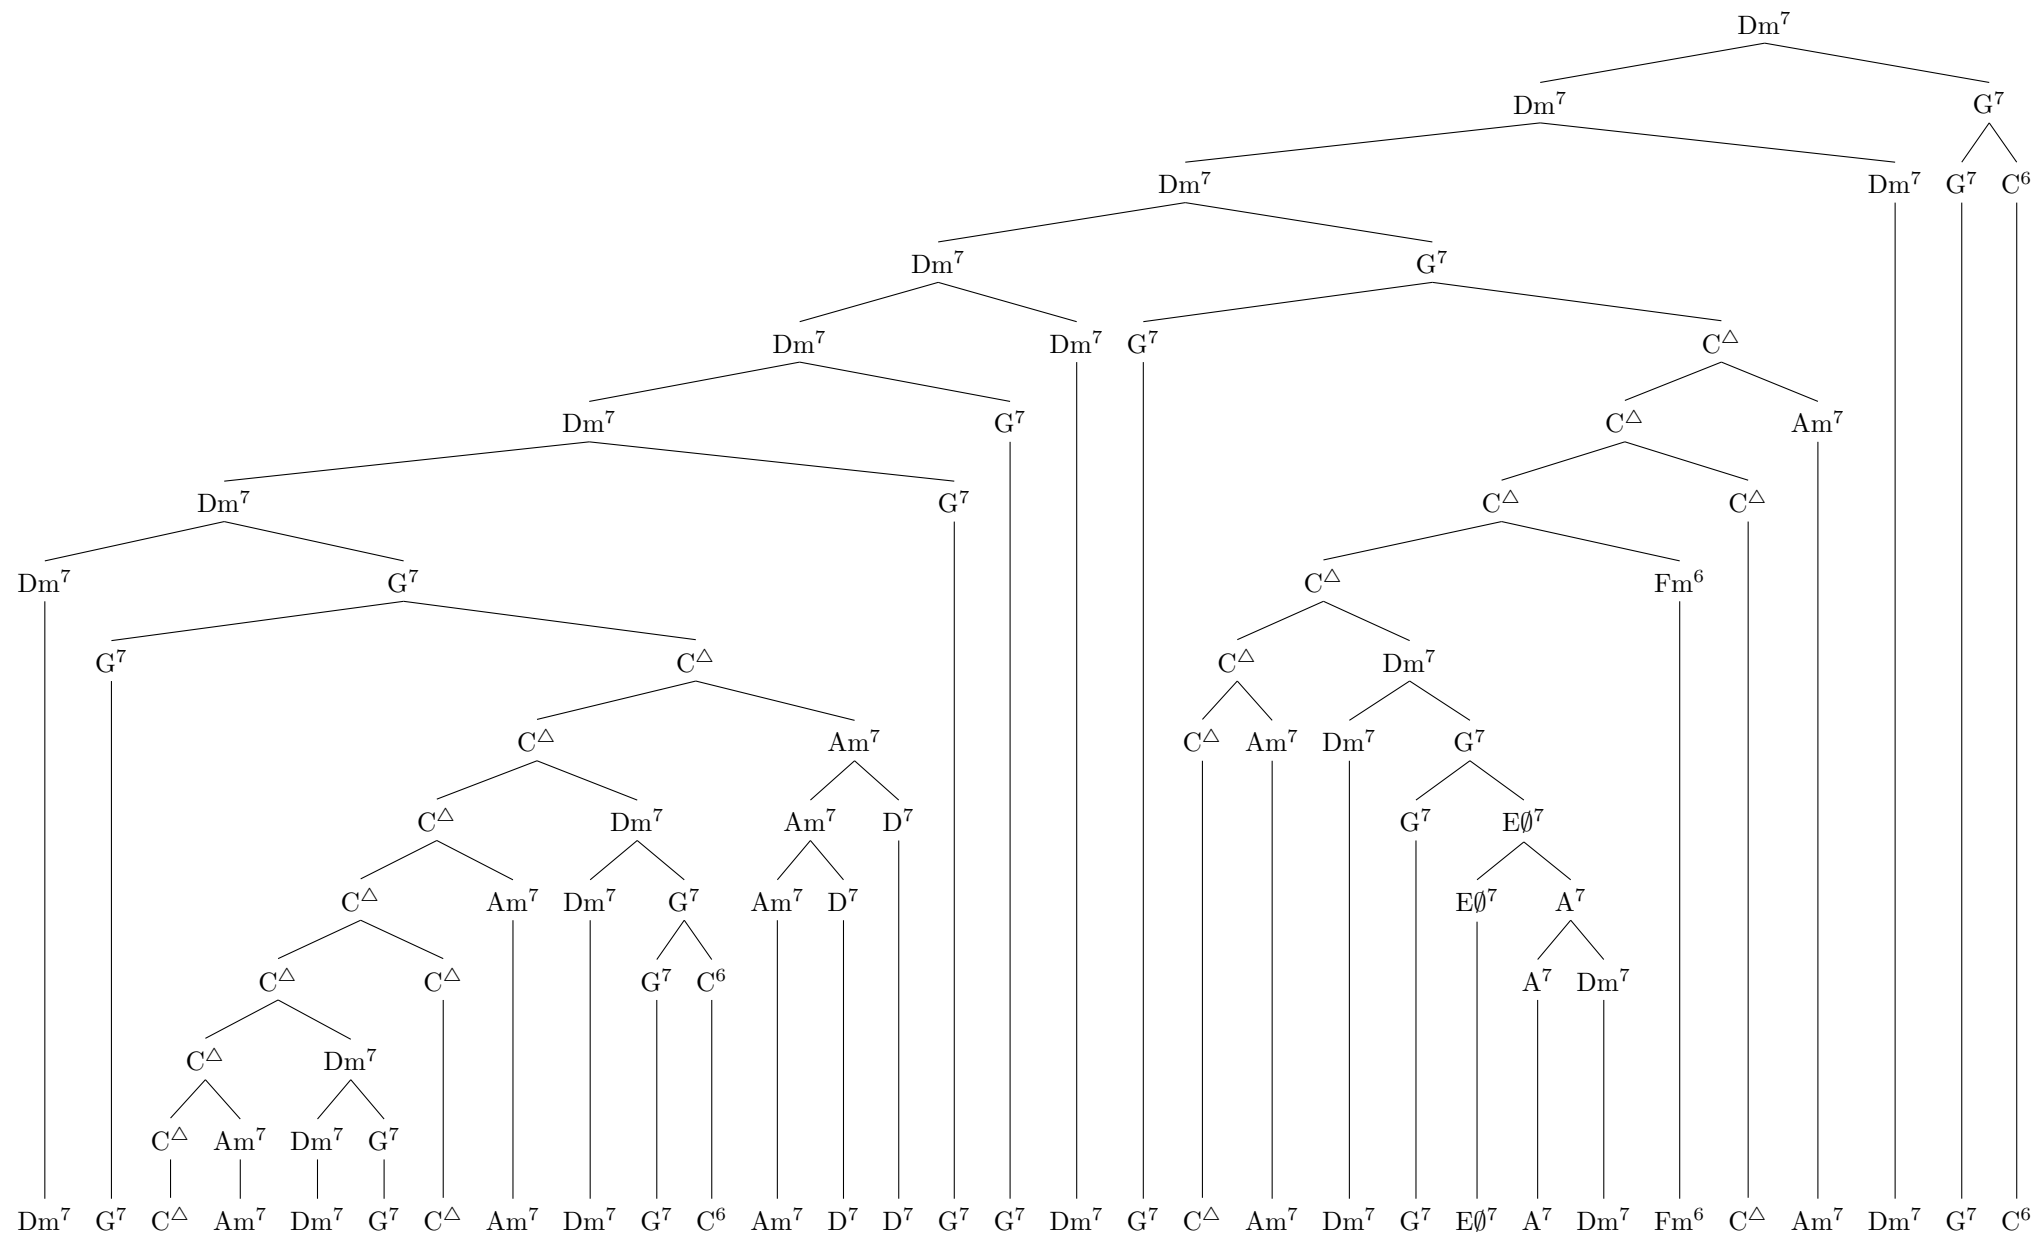 Dm⁷
Dm⁷ G⁷
Dm⁷ Dm⁷ G⁷ C⁶
Dm⁷ G⁷
Dm⁷ Dm⁷ G⁷ C△
Dm⁷ G⁷ C△ Am⁷
Dm⁷ G⁷ C△ C△
Dm⁷ G⁷ C△ Fm⁶
G⁷ C△ C△ Dm⁷
C△ Am⁷ C△ Am⁷ Dm⁷ G⁷
C△ Dm⁷ Am⁷ D⁷ G⁷ E∅⁷
C△ Am⁷ Dm⁷ G⁷ Am⁷ D⁷ E∅⁷ A⁷
C△ C△ G⁷ C⁶ A⁷ Dm⁷
C△ Dm⁷
C△ Am⁷ Dm⁷ G⁷
Dm⁷ G⁷ C△ Am⁷ Dm⁷ G⁷ C△ Am⁷ Dm⁷ G⁷ C⁶ Am⁷ D⁷ D⁷ G⁷ G⁷ Dm⁷ G⁷ C△ Am⁷ Dm⁷ G⁷ E∅⁷ A⁷ Dm⁷ Fm⁶ C△ Am⁷ Dm⁷ G⁷ C⁶